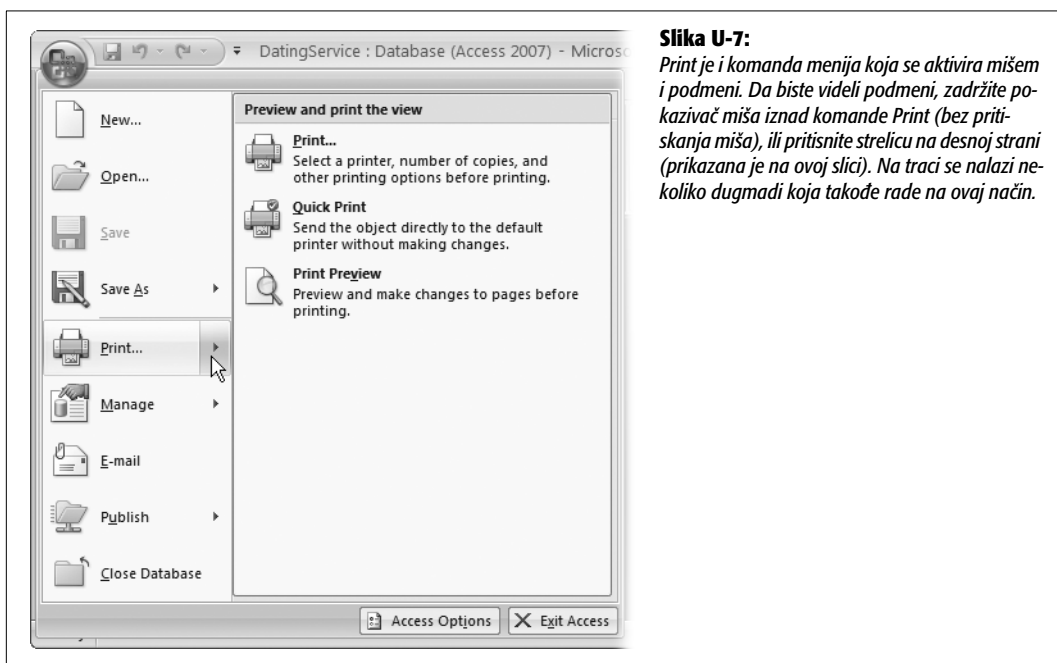 DatingService : Database (Access 2007) - Micros
New...
Open...
Save
Save As
Print...
Manage
E-mail
Publish
Close Database
Preview and print the view
Print...
Select a printer, number of copies, and
other printing options before printing.
Quick Print
Send the object directly to the default
printer without making changes.
Print Preview
Preview and make changes to pages before
printing.
Access Options
Exit Access
Slika U-7:
Print je i komanda menija koja se aktivira mišem
i podmeni. Da biste videli podmeni, zadržite po-
kazivač miša iznad komande Print (bez priti-
skanja miša), ili pritisnite strelicu na desnoj strani
(prikazana je na ovoj slici). Na traci se nalazi ne-
koliko dugmadi koja takođe rade na ovaj način.